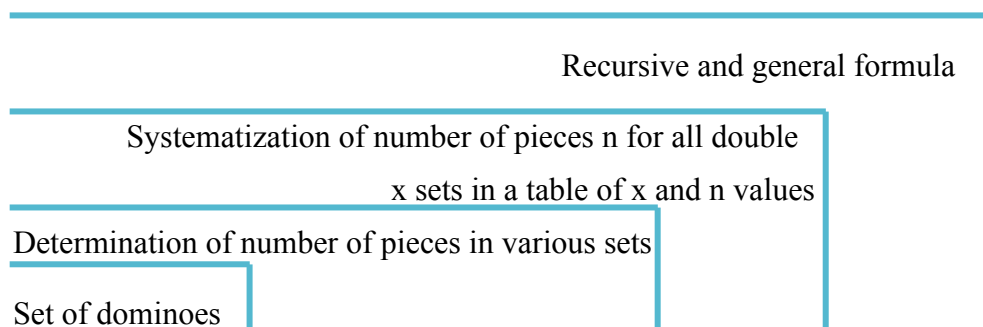 Recursive and general formula
Systematization of number of pieces n for all double
x sets in a table of x and n values
Determination of number of pieces in various sets
Set of dominoes